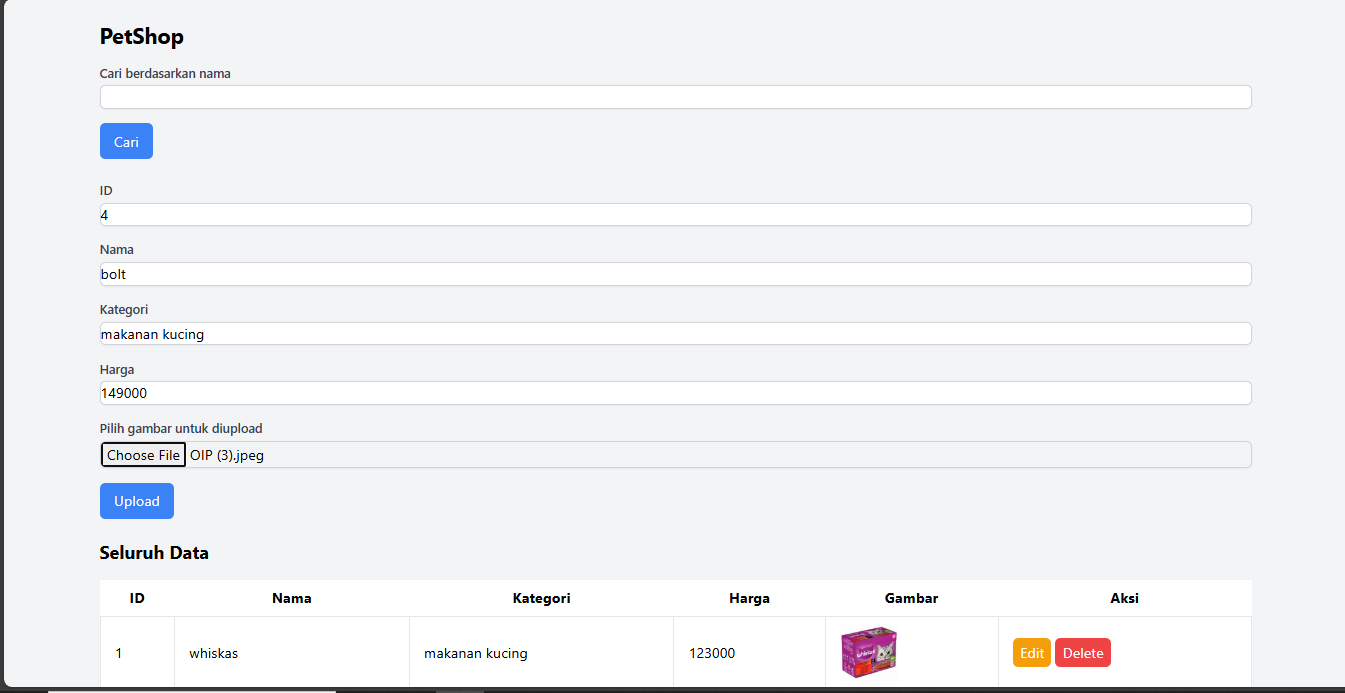 PetShop
Cari berdasarkan nama
Cari
ID
4
Nama
bolt
Kategori
makanan kucing
Harga
149000
Pilih gambar untuk diupload
Choose File OIP (3).jpeg
Upload
Seluruh Data
ID Nama Kategori Harga Gambar Aksi
1 whiskas makanan kucing 123000 whiskas Edit Delete